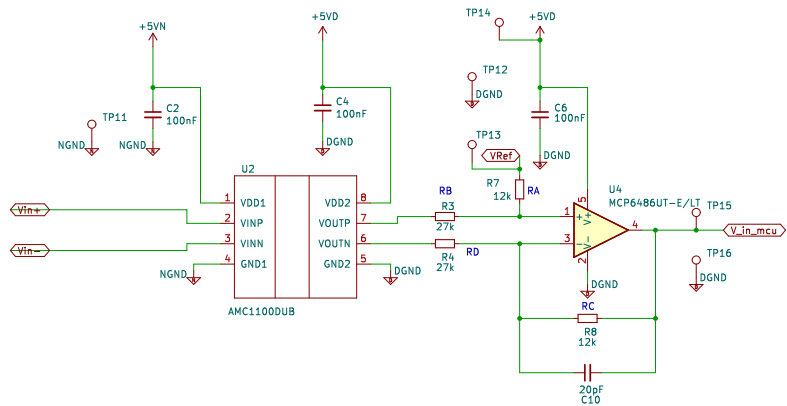 TP14
+5VD
+5VN
+5VD
TP12
DGND
C2
100nF
C4
100nF
C6
100nF
TP11
NGND
NGND
DGND
TP13
VRef
DGND
U2
R7
12k
RA
U4
MCP6486UT-E/LT
RB
R3
27k
1 VDD1
VDD2 8
Vin+
2 VINP
VOUTP 7
1
+
V+
5
TP15
4
V_in_mcu
Vin-
3 VINN
VOUTN 6
R4
27k
RD
3
-
V-
2
TP16
NGND
4 GND1
GND2 5
DGND
DGND
DGND
AMC1100DUB
RC
R8
12k
20pF
C10